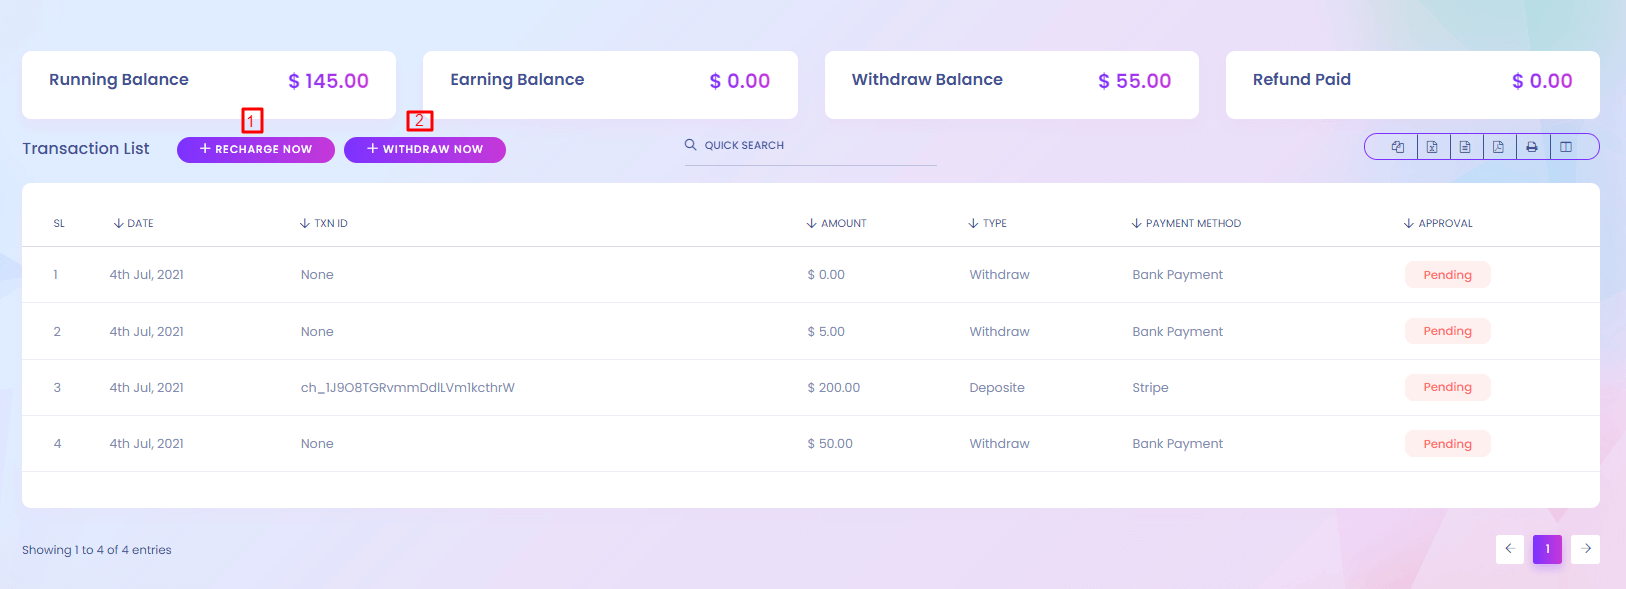 Running Balance $ 145.00 Earning Balance $ 0.00 Withdraw Balance $ 55.00 Refund Paid $ 0.00
1 2
Transaction List + RECHARGE NOW + WITHDRAW NOW QUICK SEARCH
SL DATE TXN ID AMOUNT TYPE PAYMENT METHOD APPROVAL
1 4th Jul, 2021 None $ 0.00 Withdraw Bank Payment Pending
2 4th Jul, 2021 None $ 5.00 Withdraw Bank Payment Pending
3 4th Jul, 2021 ch_1J9O8TGRvmmDdlLVm1kcthrW $ 200.00 Deposite Stripe Pending
4 4th Jul, 2021 None $ 50.00 Withdraw Bank Payment Pending
Showing 1 to 4 of 4 entries 1